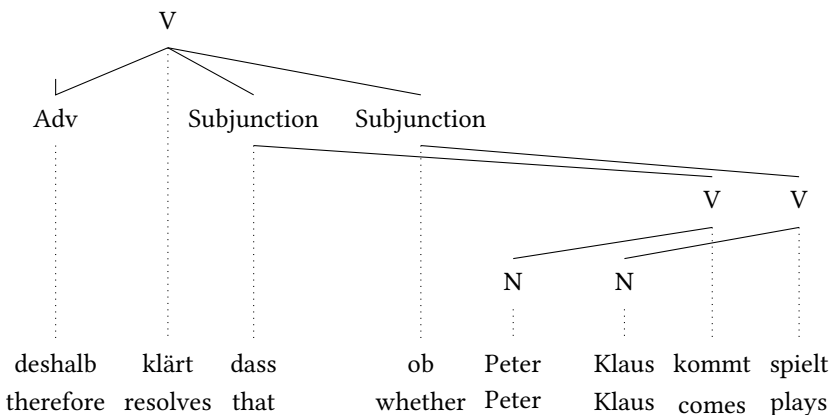 V
Adv Subjunction Subjunction
V V
N N
deshalb klärt dass ob Peter Klaus kommt spielt
therefore resolves that whether Peter Klaus comes plays